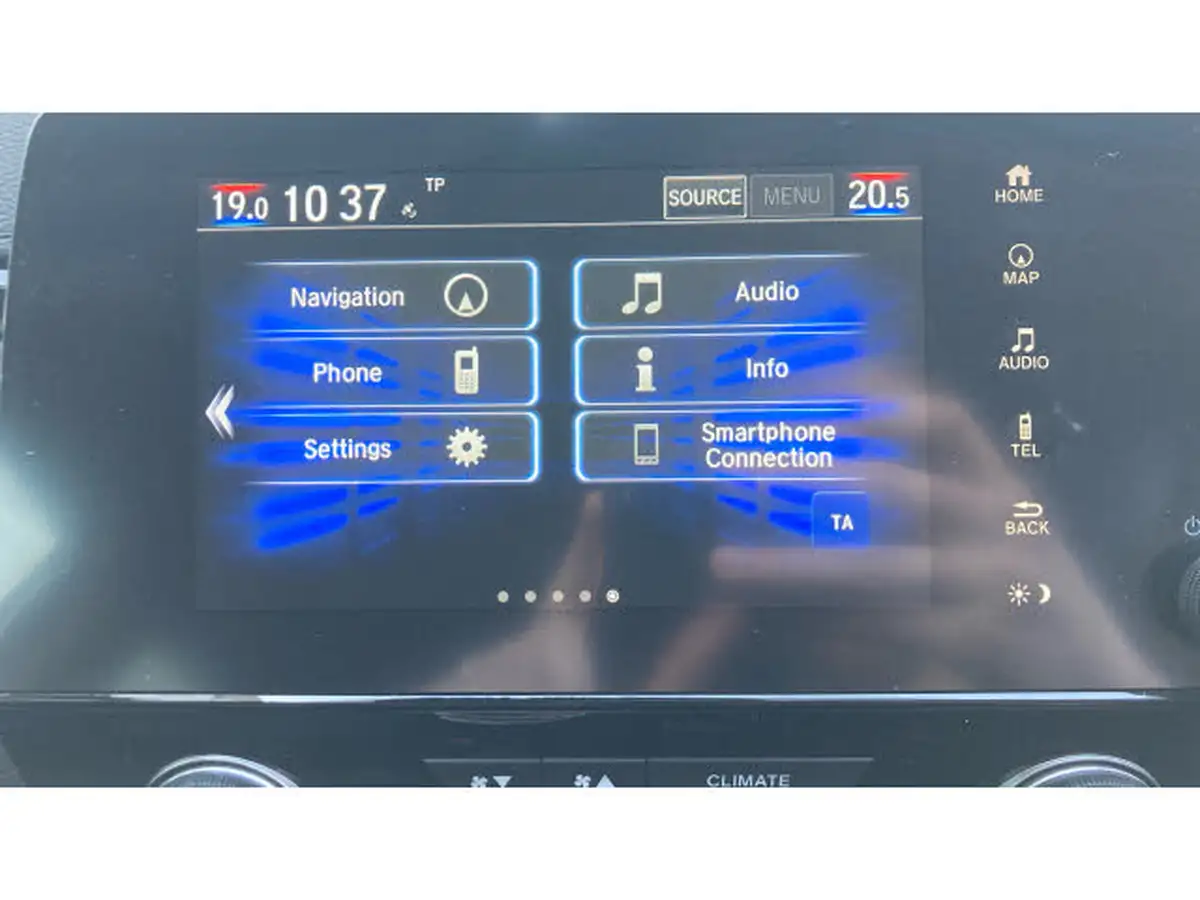 19.0 10 37 TP SOURCE MENU 20.5
Navigation
Audio
Phone
Info
Settings
Smartphone
Connection
TA
HOME
MAP
AUDIO
TEL
BACK
CLIMATE